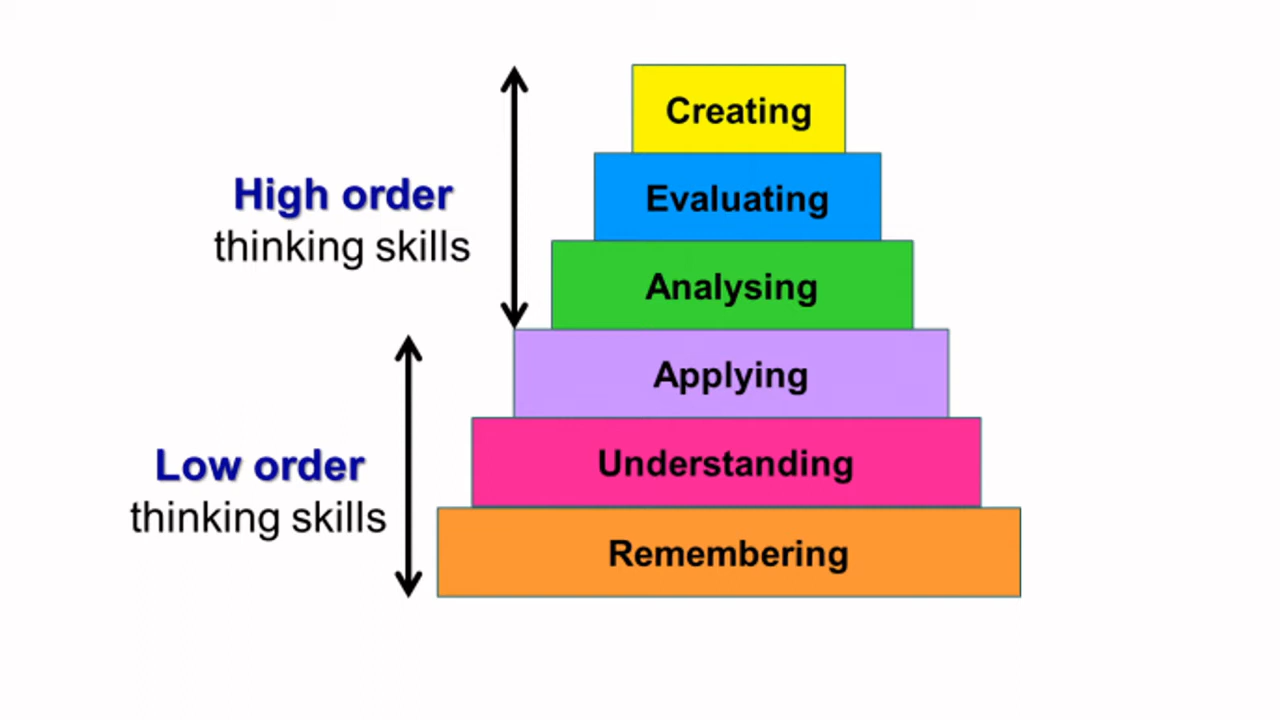 Creating
Evaluating
High order
thinking skills
Analysing
Applying
Understanding
Low order
thinking skills
Remembering